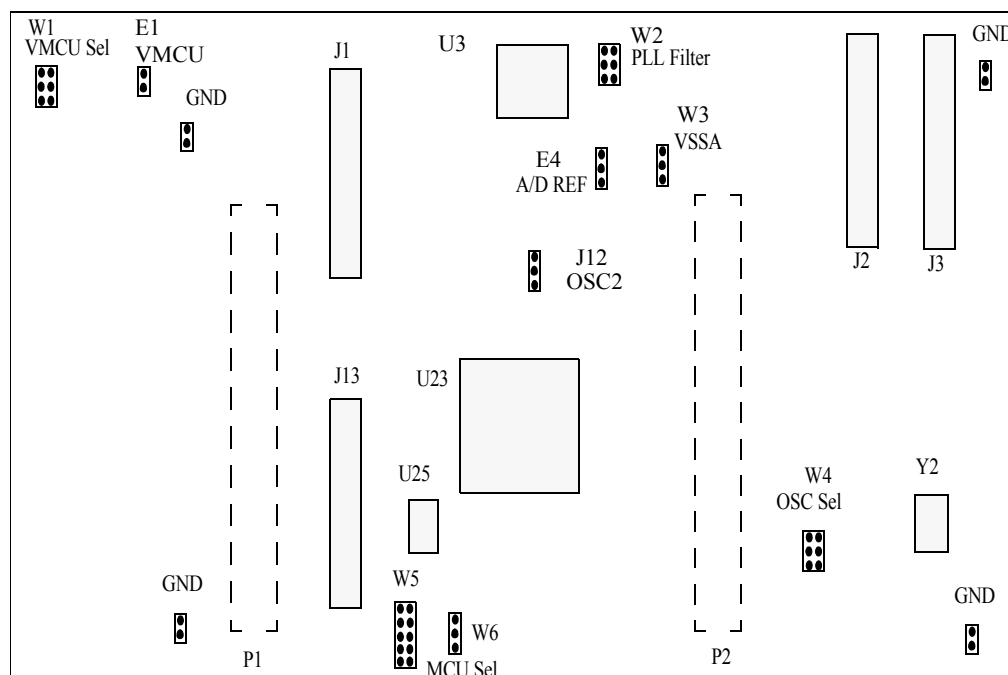 W1
VMCU Sel
E1
VMCU
GND
J1
U3
W2
PLL Filter
W3
VSSA
E4
A/D REF
GND
J2
J3
J12
OSC2
J13
U23
U25
W4
OSC Sel
Y2
GND
W5
W6
MCU Sel
GND
P1
P2